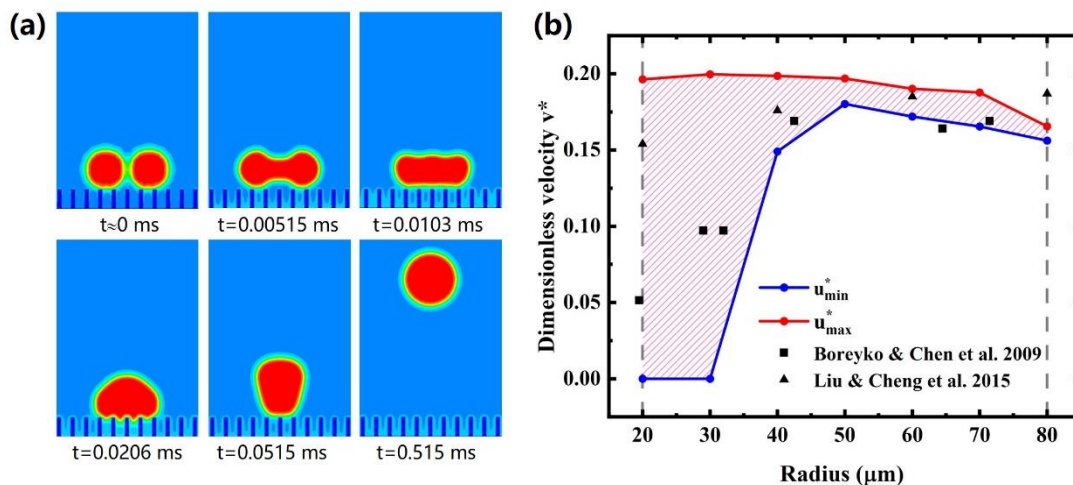 (a)
t≈0 ms
t=0.00515 ms
t=0.0103 ms
t=0.0206 ms
t=0.0515 ms
t=0.515 ms
(b)
Dimensionless velocity v*
0.20
0.15
0.10
0.05
0.00
u*min
u*max
Boreyko & Chen et al. 2009
Liu & Cheng et al. 2015
20 30 40 50 60 70 80
Radius (μm)